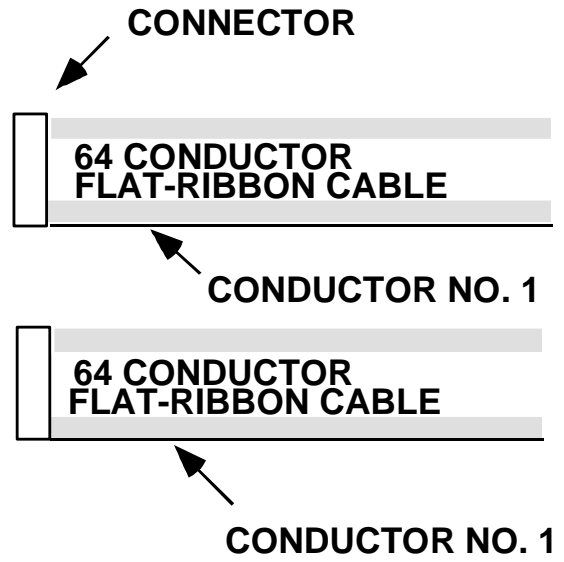 CONNECTOR
64 CONDUCTOR
FLAT-RIBBON CABLE
CONDUCTOR NO. 1
64 CONDUCTOR
FLAT-RIBBON CABLE
CONDUCTOR NO. 1